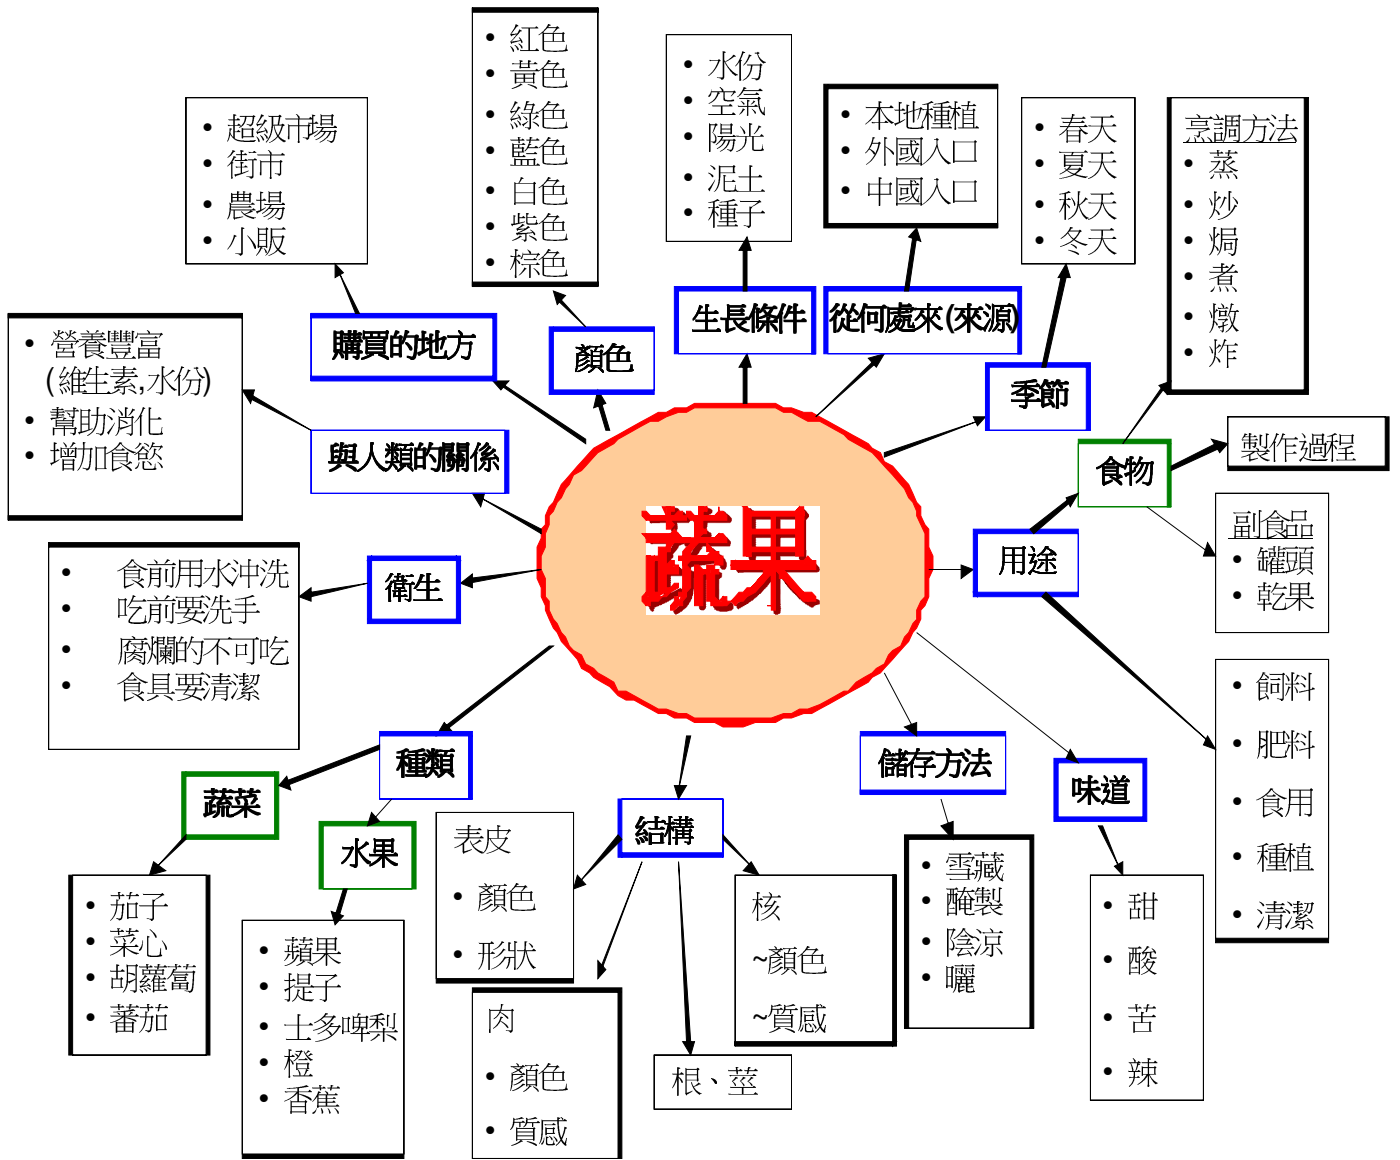 蔬果
購買的地方
超級市場
街市
農場
小販
顏色
紅色
黃色
綠色
藍色
白色
紫色
棕色
生長條件
水份
空氣
陽光
泥土
種子
從何處來(來源)
本地種植
外國入口
中國入口
季節
春天
夏天
秋天
冬天
用途
食物
烹調方法
蒸
炒
焗
煮
燉
炸
製作過程
副食品
罐頭
乾果
飼料
肥料
食用
種植
清潔
味道
甜
酸
苦
辣
儲存方法
雪藏
醃製
陰涼
曬
結構
表皮
顏色
形狀
肉
顏色
質感
根、莖
核
~顏色
~質感
種類
蔬菜
茄子
菜心
胡蘿蔔
蕃茄
水果
蘋果
提子
士多啤梨
橙
香蕉
衛生
食前用水沖洗
吃前要洗手
腐爛的不可吃
食具要清潔
與人類的關係
營養豐富
(維生素,水份)
幫助消化
增加食慾